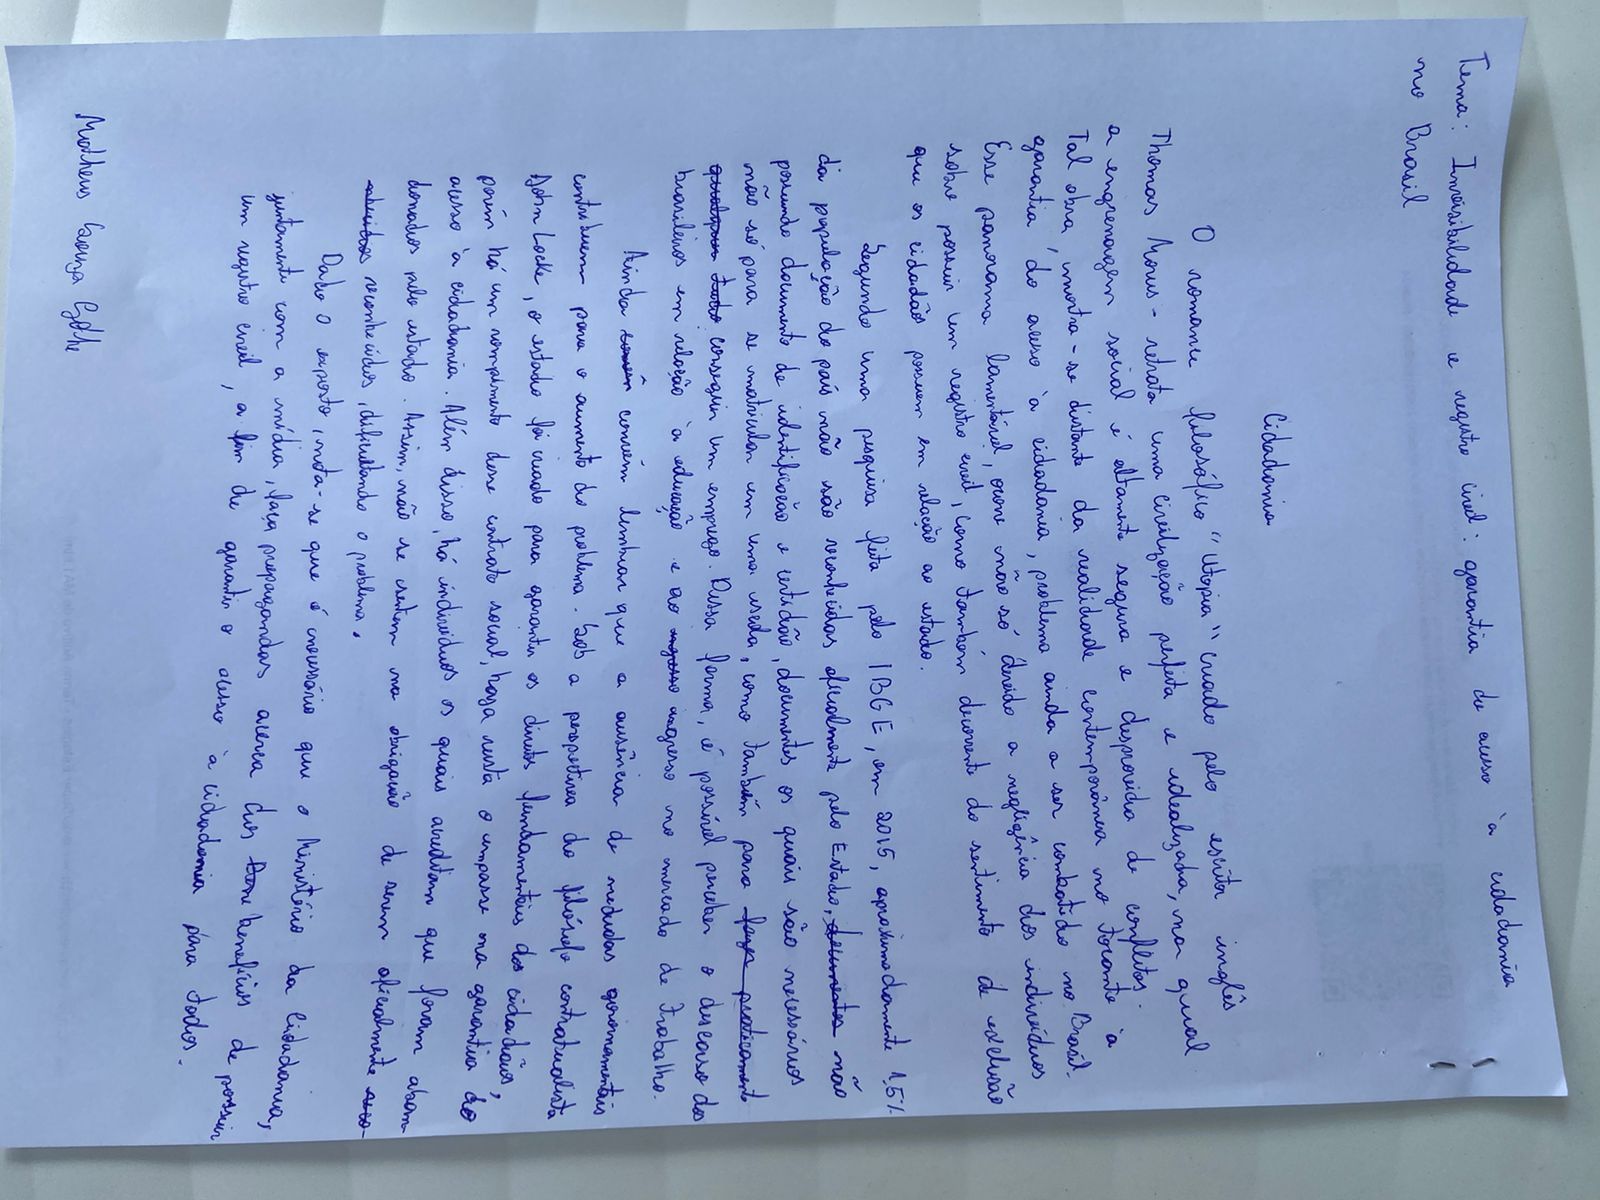 Tema: Invisibilidade e registro civil: garantia de acesso à cidadania
no Brasil
Cidadania
O romance filosófico "Utopia" criado pelo escritor inglês
Thomas Morus - retrata uma civilização perfeita e idealizada, na qual
a engrenagem social é altamente segura e desprovida de conflitos.
Tal obra, mostra-se distante da realidade contemporânea no tocante à
garantia do acesso à cidadania, problema ainda a ser combatido no Brasil.
Esse panorama lamentável, ocorre não só devido a negligência dos indivíduos
sobre possuir um registro civil, como também decorrente do sentimento de exclusão
que os cidadãos possuem em relação ao estado.
Segundo uma pesquisa feita pelo IBGE, em 2015, aproximadamente 1,5%
da população do país não são reconhecidas oficialmente pelo Estado, documentos não
possuindo documento de identificação e certidão, documentos os quais são necessários
não só para se matricular em uma escola, como também para fazer praticamente
qualquer tudo conseguir um emprego. Dessa forma, é possível perceber o descaso dos
brasileiros em relação à educação e ao ingresso ingresso no mercado de trabalho.
Ainda convém lembrar que a ausência de medidas governamentais
contribuem para o aumento do problema. Sob a perspectiva do filósofo contratualista
John Locke, o estado foi criado para garantir os direitos fundamentais dos cidadãos,
porém há um rompimento desse contrato social, haja vista o impasse na garantia do
acesso à cidadania. Além disso, há indivíduos os quais acreditam que foram aban-
donados pelo estado. Assim, não se sentem na obrigação de serem oficialmente reco-
nhecidos reconhecidos, dificultando o problema.
Dado o exposto, nota-se que é necessário que o Ministério da Cidadania,
juntamente com a mídia, faça propagandas acerca dos benefícios de possuir
um registro civil, a fim de garantir o acesso à cidadania para todos.
Matheus Souza Gôhe